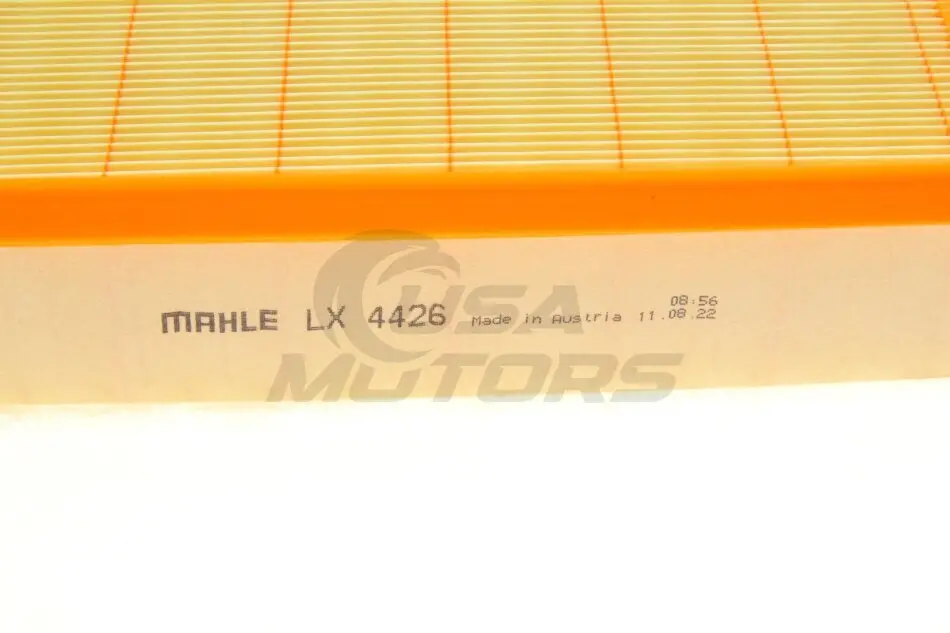 08:56
MAHLE LX 4426 Made in Austria 11.08.22
USA
MOTORS